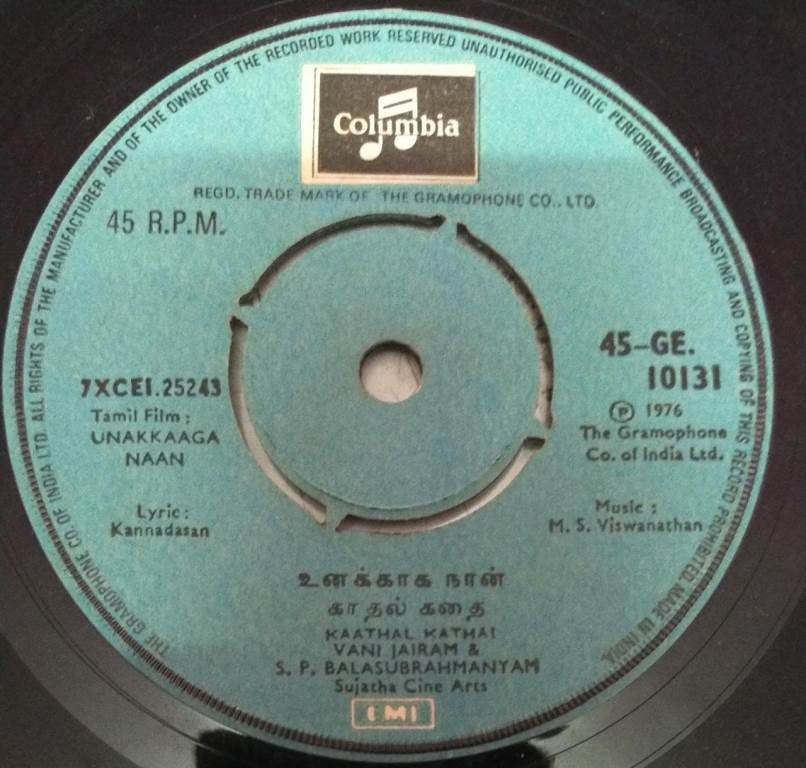 THE GRAMOPHONE CO. OF INDIA LTD. ALL RIGHTS OF THE MANUFACTURER AND OF THE OWNER OF THE RECORDED WORK RESERVED UNAUTHORISED PUBLIC PERFORMANCE BROADCASTING AND COPYING OF THIS RECORD PROHIBITED. MADE IN INDIA.
Columbia
REGD. TRADE MARK OF THE GRAMOPHONE CO., LTD.
45 R.P.M.
45-GE.
10131
7XCEI.25243
Tamil Film :
UNAKKAAGA
NAAN
Ⓟ 1976
The Gramophone
Co. of India Ltd.
Lyric :
Kannadasan
Music :
M. S. Viswanathan
உனக்காக நான்
காதல் கதை
KAATHAL KATHAI
VANI JAIRAM &
S. P. BALASUBRAHMANYAM
Sujatha Cine Arts
EMI